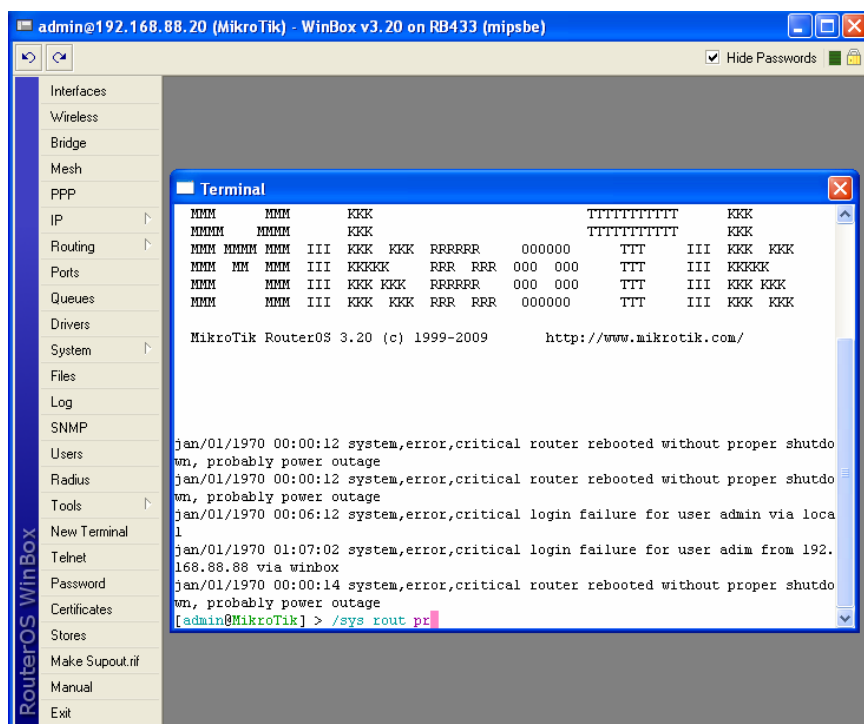 admin@192.168.88.20 (MikroTik) - WinBox v3.20 on RB433 (mipsbe)
Hide Passwords
Interfaces
Wireless
Bridge
Mesh
PPP
IP
Routing
Ports
Queues
Drivers
System
Files
Log
SNMP
Users
Radius
Tools
New Terminal
Telnet
Password
Certificates
Stores
Make Supout.rif
Manual
Exit
RouterOS WinBox
Terminal
MMM MMM KKK TTTTTTTTTTT KKK
MMMM MMMM KKK TTTTTTTTTTT KKK
MMM MMMM MMM III KKK KKK RRRRRR OOOOOO TTT III KKK KKK
MMM MM MMM III KKKKK RRR RRR OOO OOO TTT III KKKKK
MMM MMM III KKK KKK RRRRRR OOO OOO TTT III KKK KKK
MMM MMM III KKK KKK RRR RRR OOOOOO TTT III KKK KKK
MikroTik RouterOS 3.20 (c) 1999-2009 http://www.mikrotik.com/
jan/01/1970 00:00:12 system,error,critical router rebooted without proper shutdo
wn, probably power outage
jan/01/1970 00:00:12 system,error,critical router rebooted without proper shutdo
wn, probably power outage
jan/01/1970 00:06:12 system,error,critical login failure for user admin via loca
l
jan/01/1970 01:07:02 system,error,critical login failure for user adim from 192.
168.88.88 via winbox
jan/01/1970 00:00:14 system,error,critical router rebooted without proper shutdo
wn, probably power outage
[admin@MikroTik] > /sys rout pr